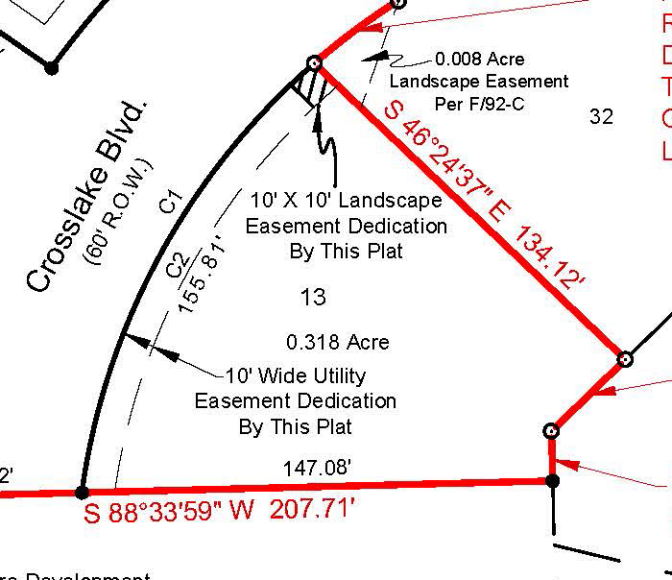 0.008 Acre
Landscape Easement
Per F/92-C
R
D
T
L
32
S 46°24'37" E 134.12'
Crosslake Blvd.
(60' R.O.W.)
C1
10' X 10' Landscape
Easement Dedication
By This Plat
C2
155.81'
13
0.318 Acre
10' Wide Utility
Easement Dedication
By This Plat
147.08'
2'
S 88°33'59" W 207.71'
Development